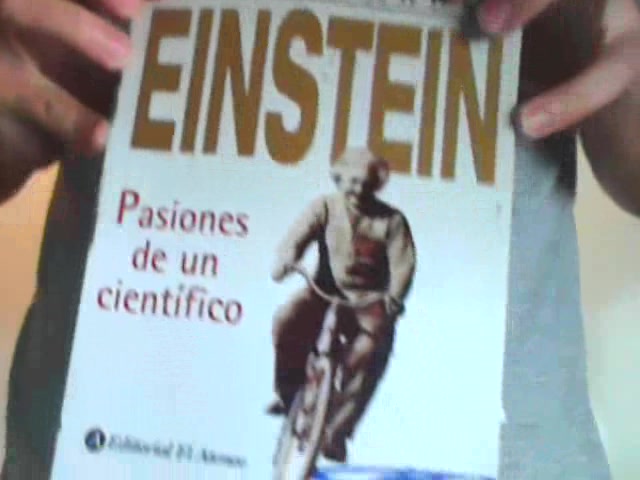 EINSTEIN
Pasiones
de un
científico
Editorial El Ateneo